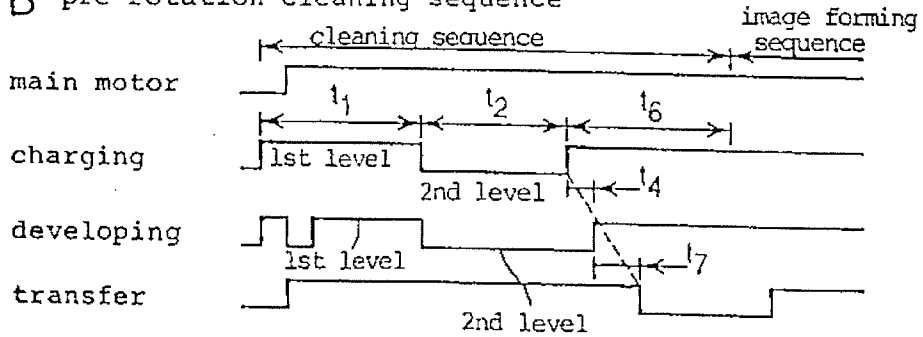 B pre-rotation cleaning sequence
image forming
sequence
cleaning sequence
main motor
t1 t2 t6
charging
1st level
2nd level
t4
developing
1st level
t7
transfer
2nd level